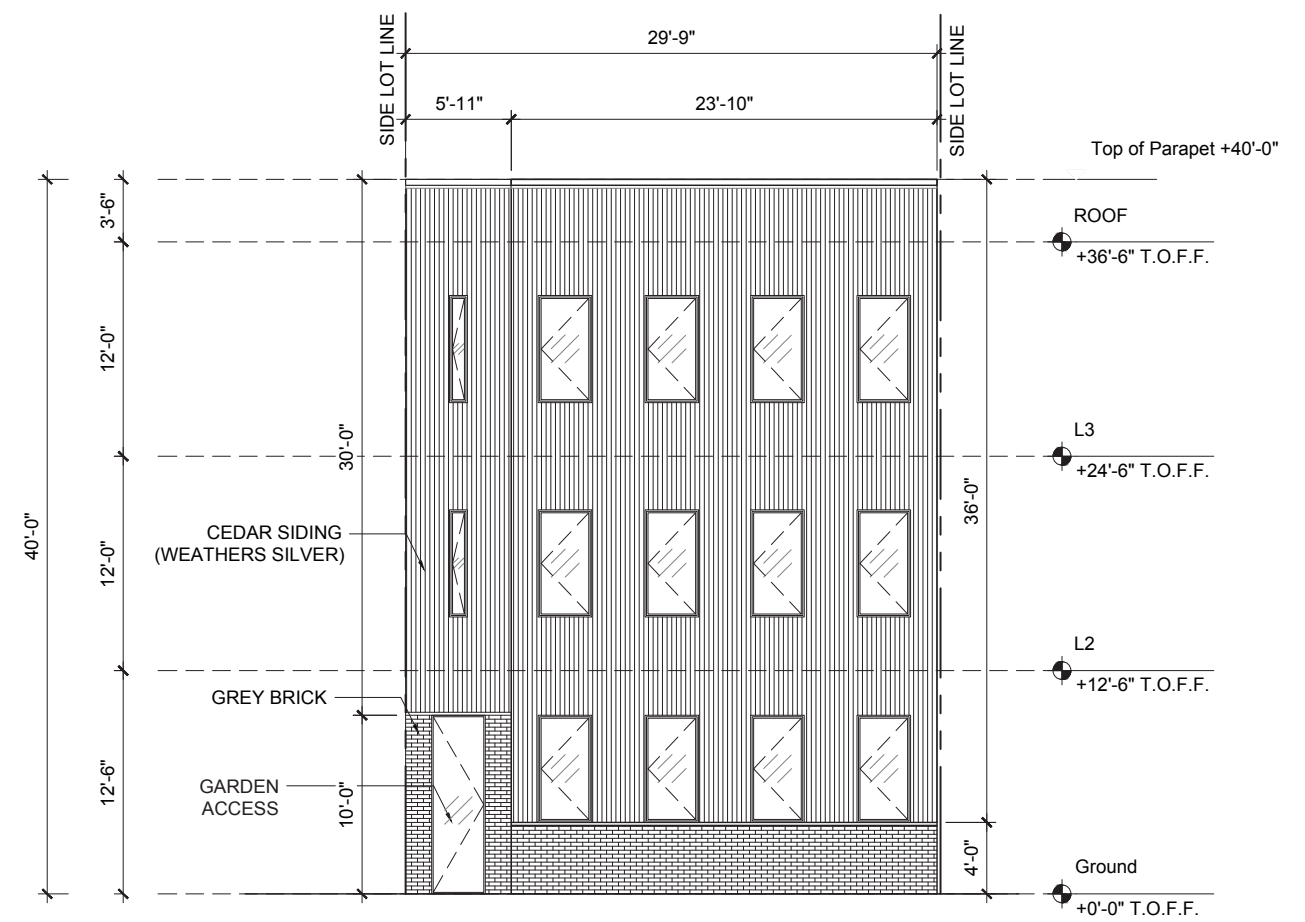 29'-9"
SIDE LOT LINE
SIDE LOT LINE
5'-11"
23'-10"
Top of Parapet +40'-0"
3'-6"
ROOF
+36'-6" T.O.F.F.
12'-0"
30'-0"
L3
+24'-6" T.O.F.F.
36'-0"
40'-0"
CEDAR SIDING
(WEATHERS SILVER)
12'-0"
L2
+12'-6" T.O.F.F.
GREY BRICK
12'-6"
GARDEN
ACCESS
10'-0"
4'-0"
Ground
+0'-0" T.O.F.F.